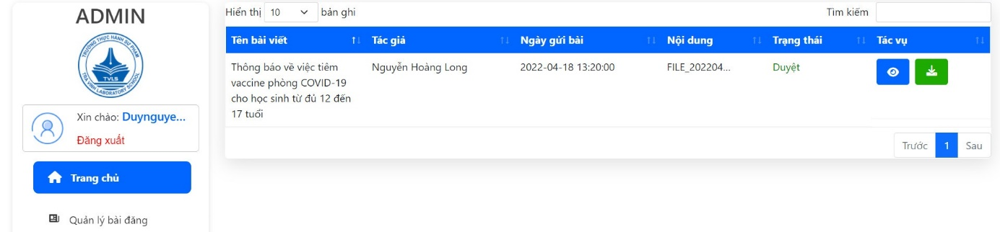 ADMIN
TRƯỜNG THỰC HÀNH SƯ PHẠM
TVLS
TRA VINH LABORATORY SCHOOL
Xin chào: Duynguye...
Đăng xuất
Trang chủ
Quản lý bài đăng
Hiển thị 10 bản ghi
Tìm kiếm
Tên bài viết Tác giả Ngày gửi bài Nội dung Trạng thái Tác vụ
Thông báo về việc tiêm Nguyễn Hoàng Long 2022-04-18 13:20:00 FILE_202204... Duyệt
vaccine phòng COVID-19
cho học sinh từ đủ 12 đến
17 tuổi
Trước 1 Sau